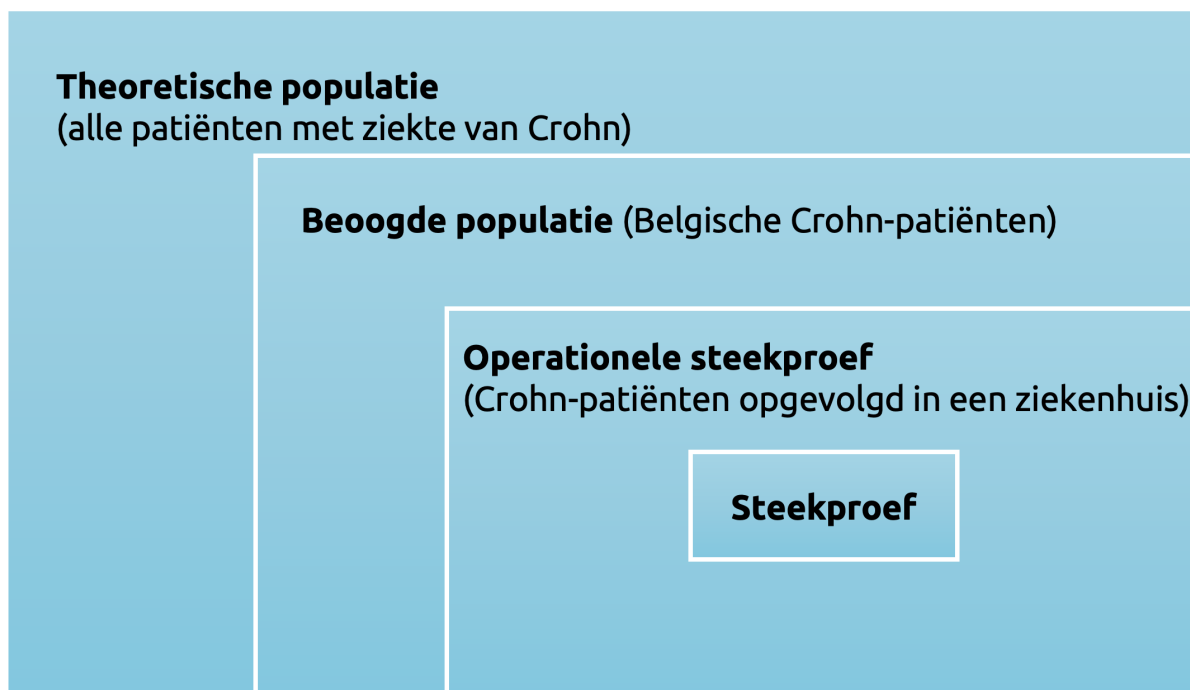 Theoretische populatie
(alle patiënten met ziekte van Crohn)
Beoogde populatie (Belgische Crohn-patiënten)
Operationele steekproef
(Crohn-patiënten opgevolgd in een ziekenhuis)
Steekproef